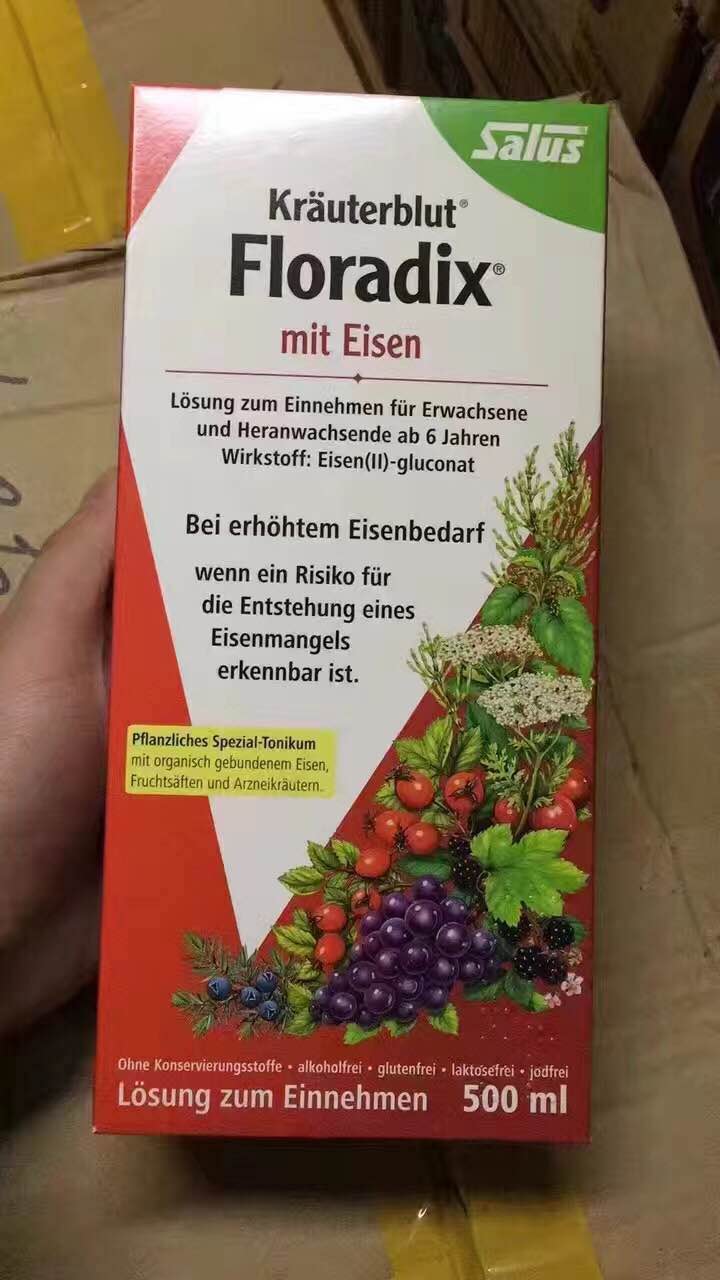 Salus
Kräuterblut®
Floradix®
mit Eisen
Lösung zum Einnehmen für Erwachsene
und Heranwachsende ab 6 Jahren
Wirkstoff: Eisen(II)-gluconat
Bei erhöhtem Eisenbedarf
wenn ein Risiko für
die Entstehung eines
Eisenmangels
erkennbar ist.
Pflanzliches Spezial-Tonikum
mit organisch gebundenem Eisen,
Fruchtsäften und Arzneikräutern.
Ohne Konservierungsstoffe • alkoholfrei • glutenfrei • laktosefrei • jodfrei
Lösung zum Einnehmen 500 ml